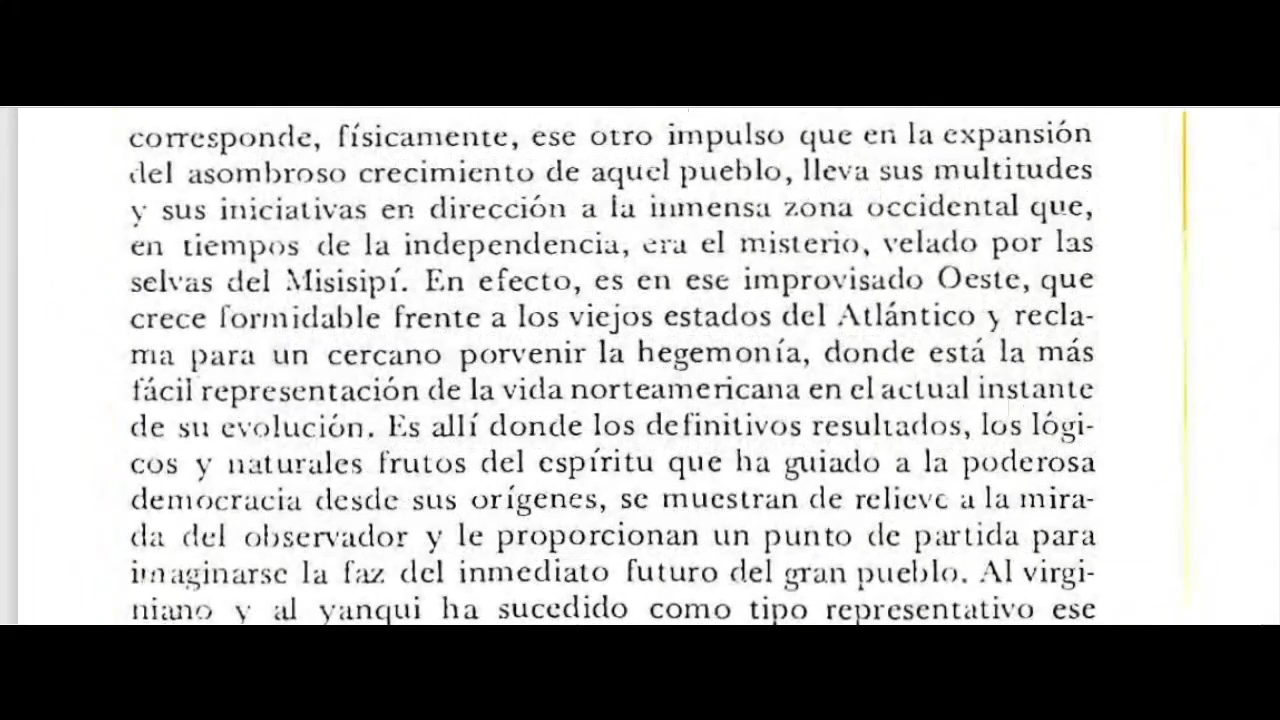 corresponde, físicamente, ese otro impulso que en la expansión
del asombroso crecimiento de aquel pueblo, lleva sus multitudes
y sus iniciativas en dirección a la inmensa zona occidental que,
en tiempos de la independencia, era el misterio, velado por las
selvas del Misisipí. En efecto, es en ese improvisado Oeste, que
crece formidable frente a los viejos estados del Atlántico y recla-
ma para un cercano porvenir la hegemonía, donde está la más
fácil representación de la vida norteamericana en el actual instante
de su evolución. Es allí donde los definitivos resultados, los lógi-
cos y naturales frutos del espíritu que ha guiado a la poderosa
democracia desde sus orígenes, se muestran de relieve a la mira-
da del observador y le proporcionan un punto de partida para
imaginarse la faz del inmediato futuro del gran pueblo. Al virgi-
niano y al yanqui ha sucedido como tipo representativo ese